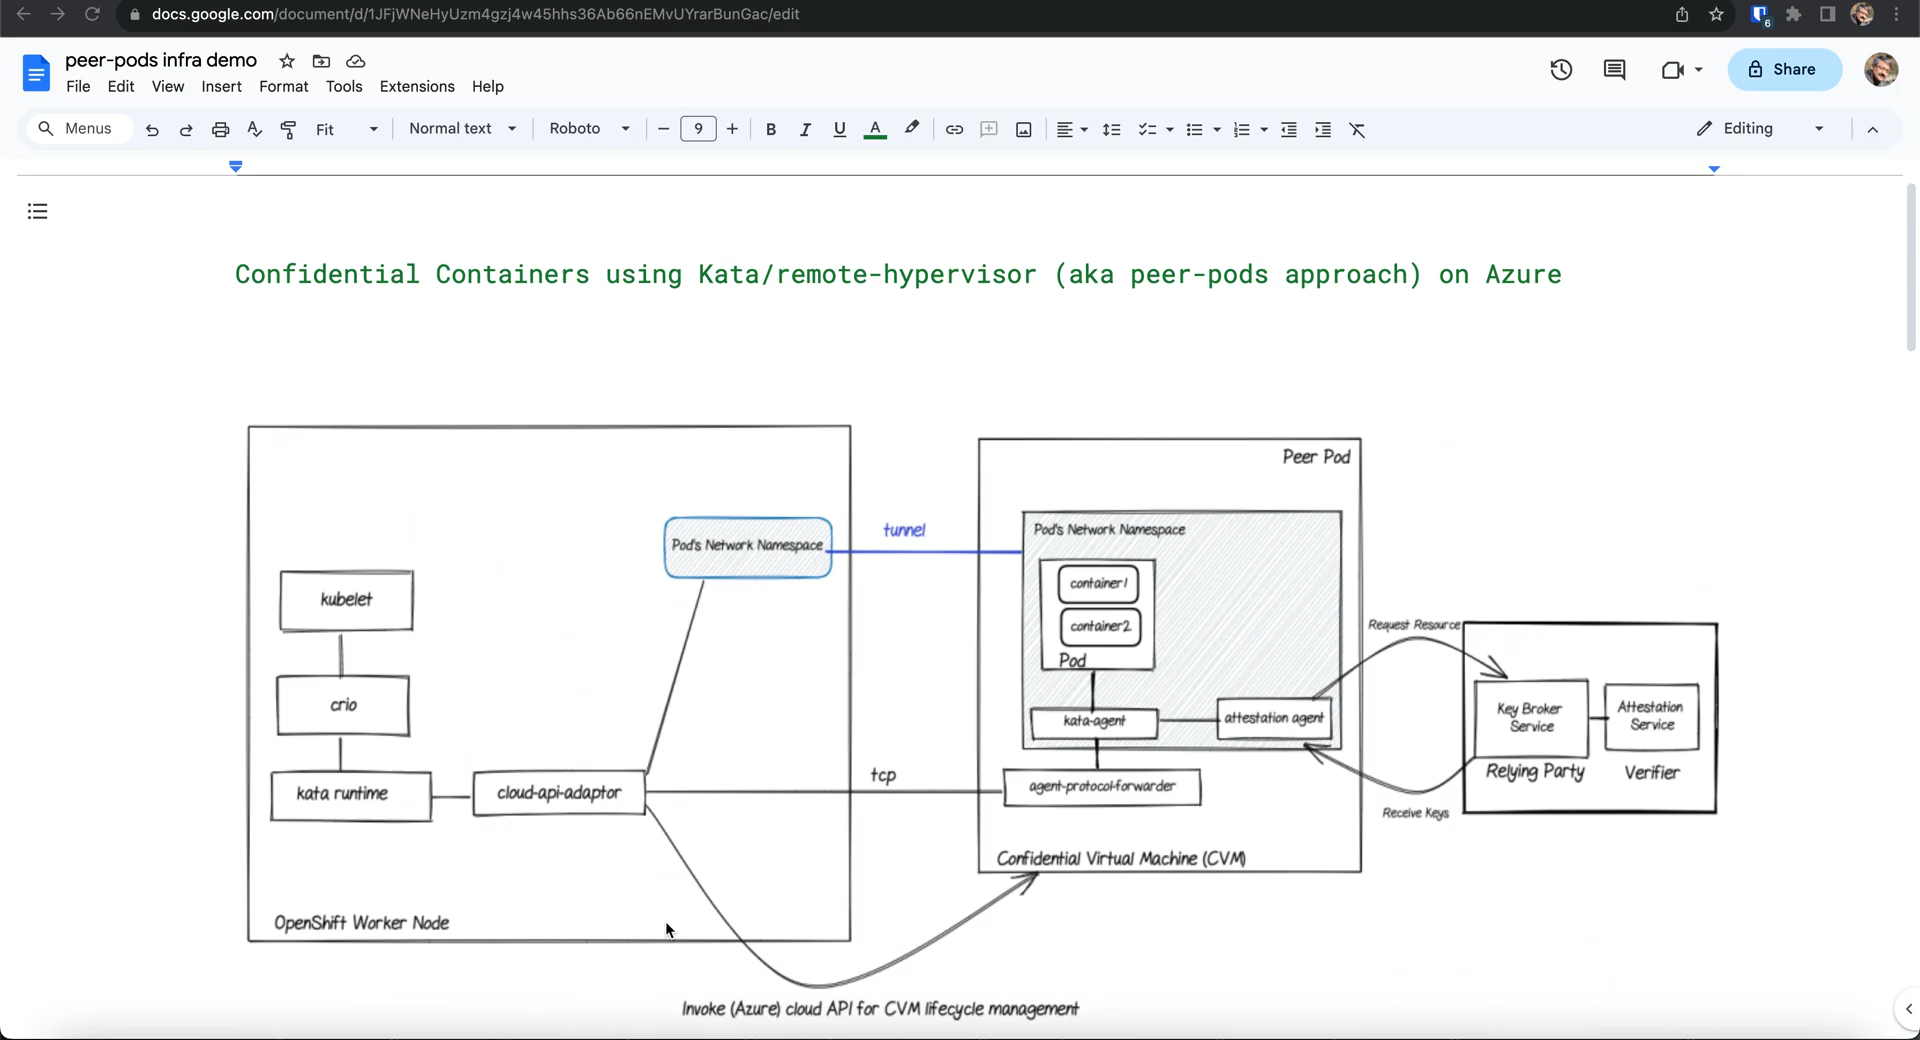 docs.google.com/document/d/1JFjWNeHyUzm4gzj4w45hhs36Ab66nEMvUYrarBunGac/edit
6
peer-pods infra demo
File Edit View Insert Format Tools Extensions Help
Share
Menus
Fit
Normal text
Roboto
9
B I U A
Editing
Confidential Containers using Kata/remote-hypervisor (aka peer-pods approach) on Azure
Peer Pod
Pod's Network Namespace
tunnel
Pod's Network Namespace
container1
container2
Pod
kubelet
crio
kata runtime
cloud-api-adaptor
tcp
kata-agent
attestation agent
agent-protocol-forwarder
Request Resource
Key Broker
Service
Attestation
Service
Relying Party
Verifier
Receive Keys
Confidential Virtual Machine (CVM)
OpenShift Worker Node
Invoke (Azure) cloud API for CVM lifecycle management